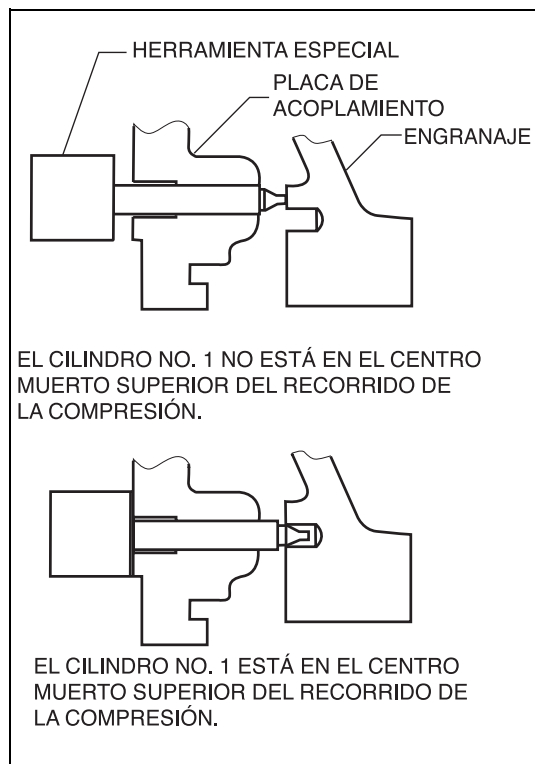 HERRAMIENTA ESPECIAL
PLACA DE
ACOPLAMIENTO
ENGRANAJE
EL CILINDRO NO. 1 NO ESTÁ EN EL CENTRO
MUERTO SUPERIOR DEL RECORRIDO DE
LA COMPRESIÓN.
EL CILINDRO NO. 1 ESTÁ EN EL CENTRO
MUERTO SUPERIOR DEL RECORRIDO DE
LA COMPRESIÓN.